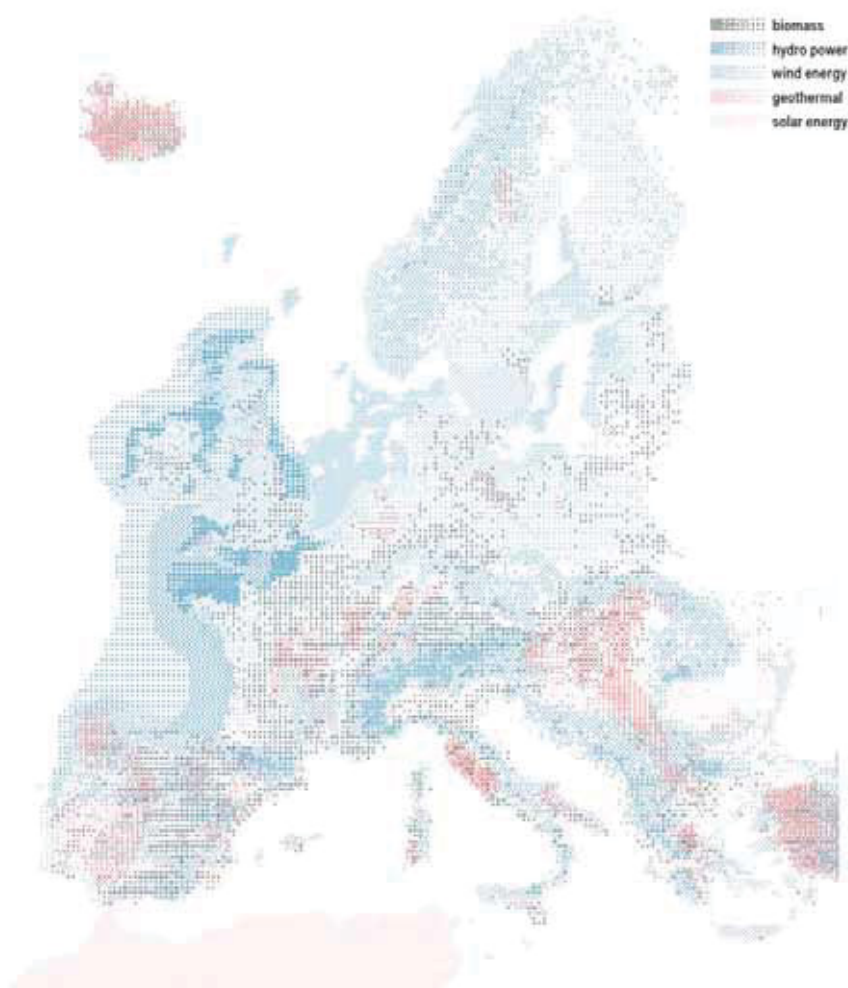 biomass
hydro power
wind energy
geothermal
solar energy